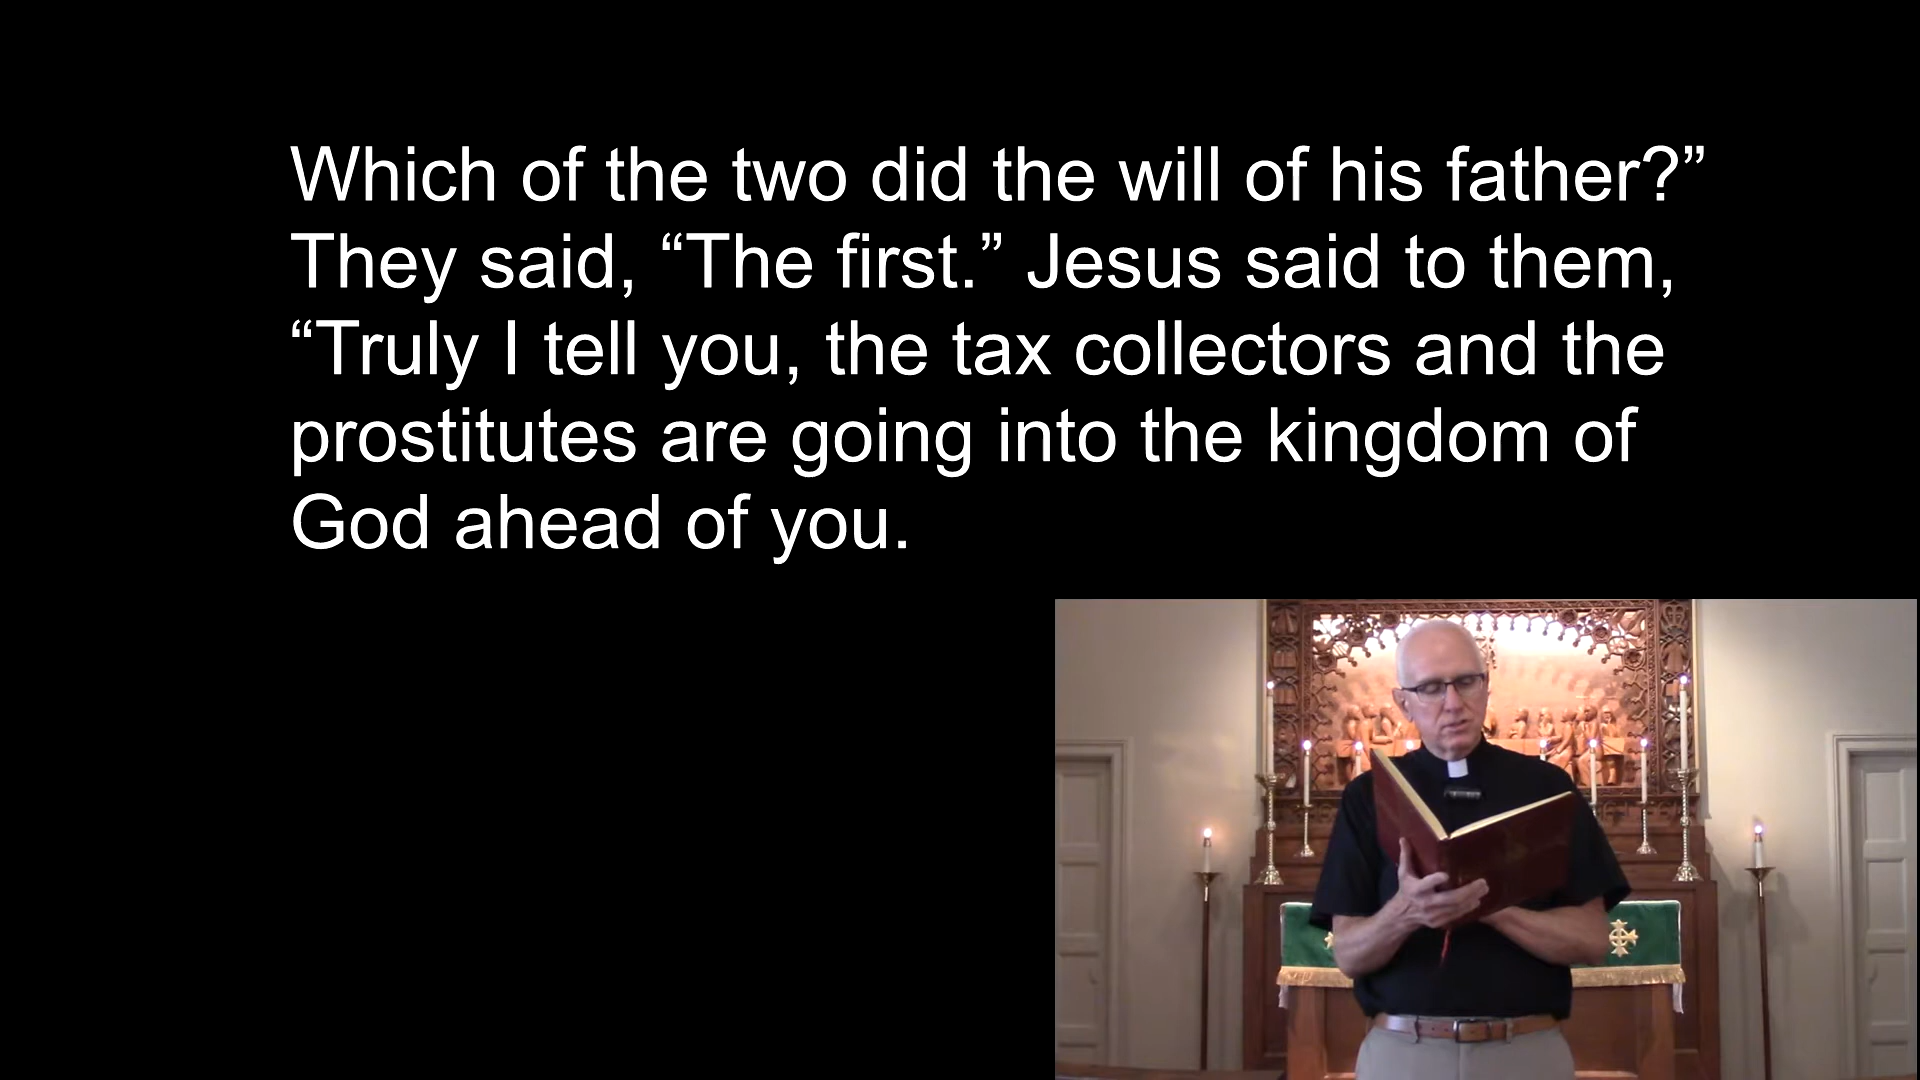 Which of the two did the will of his father?”
They said, “The first.” Jesus said to them,
“Truly I tell you, the tax collectors and the
prostitutes are going into the kingdom of
God ahead of you.